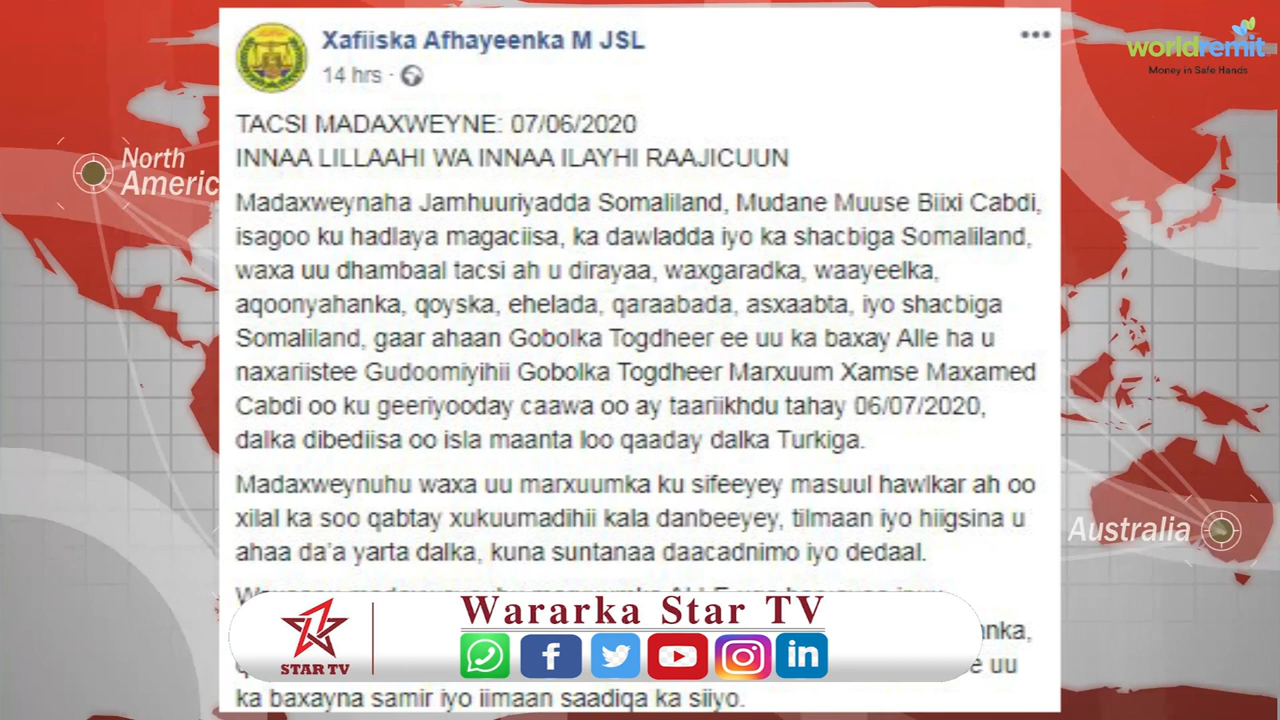 Xafiiska Afhayeenka M JSL
14 hrs ·
TACSI MADAXWEYNE: 07/06/2020
INNAA LILLAAHI WA INNAA ILAYHI RAAJICUUN
Madaxweynaha Jamhuuriyadda Somaliland, Mudane Muuse Biixi Cabdi,
isagoo ku hadlaya magaciisa, ka dawladda iyo ka shacbiga Somaliland,
waxa uu dhambaal tacsi ah u dirayaa, waxgaradka, waayeelka,
aqoonyahanka, qoyska, ehelada, qaraabada, asxaabta, iyo shacbiga
Somaliland, gaar ahaan Gobolka Togdheer ee uu ka baxay Alle ha u
naxariistee Gudoomiyihii Gobolka Togdheer Marxuum Xamse Maxamed
Cabdi oo ku geeriyooday caawa oo ay taariikhdu tahay 06/07/2020,
dalka dibediisa oo isla maanta loo qaaday dalka Turkiga.
Madaxweynuhu waxa uu marxuumka ku sifeeyey masuul hawlkar ah oo
xilal ka soo qabtay xukuumadihii kala danbeeyey, tilmaan iyo hiigsina u
ahaa da'a yarta dalka, kuna suntanaa daacadnimo iyo dedaal.
uu
ka baxayna samir iyo iimaan saadiqa ka siiyo.
Wararka Star TV
STAR TV
North
Americ
Australia
worldremit
Money in Safe Hands